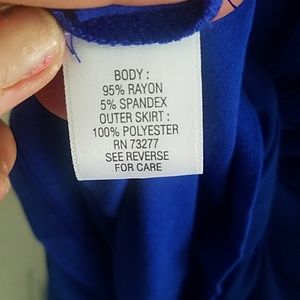 BODY :
95% RAYON
5% SPANDEX
OUTER SKIRT :
100% POLYESTER
RN 73277
SEE REVERSE
FOR CARE